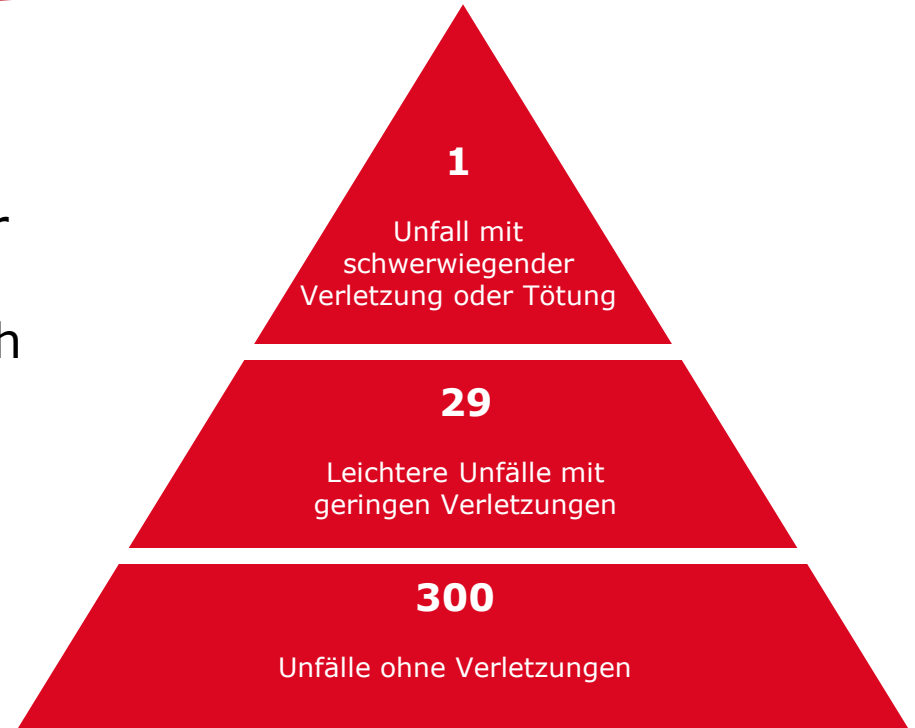 1
Unfall mit
schwerwiegender
Verletzung oder Tötung
29
Leichtere Unfälle mit
geringen Verletzungen
300
Unfälle ohne Verletzungen